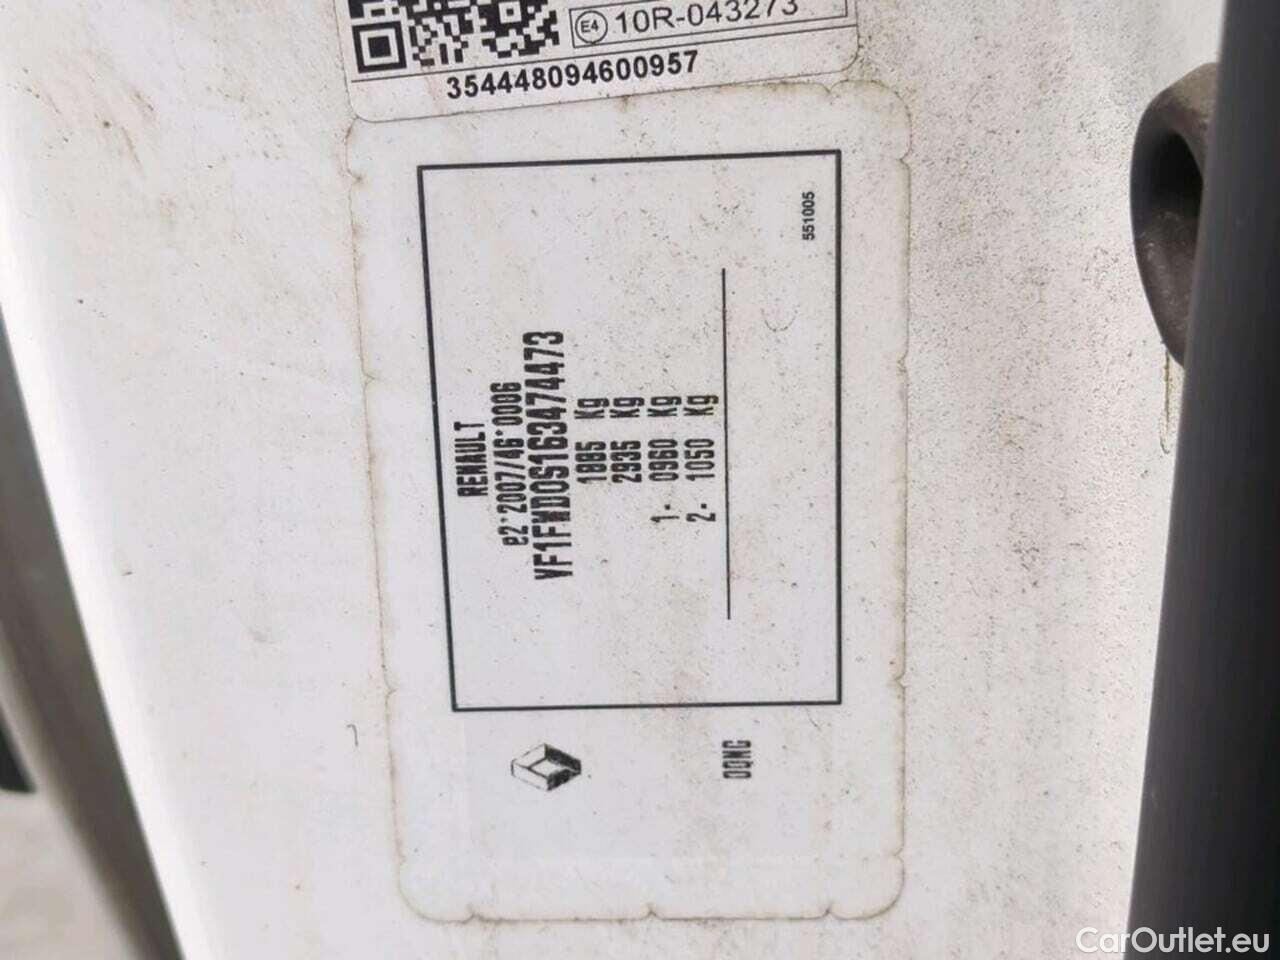 E4 10R-043273
354448094600957
RENAULT
e2*2007/46*0006
VF1FWD0S163474473
1885 Kg
2935 Kg
1- 0960 Kg
2- 1050 Kg
551005
CarOutlet.eu